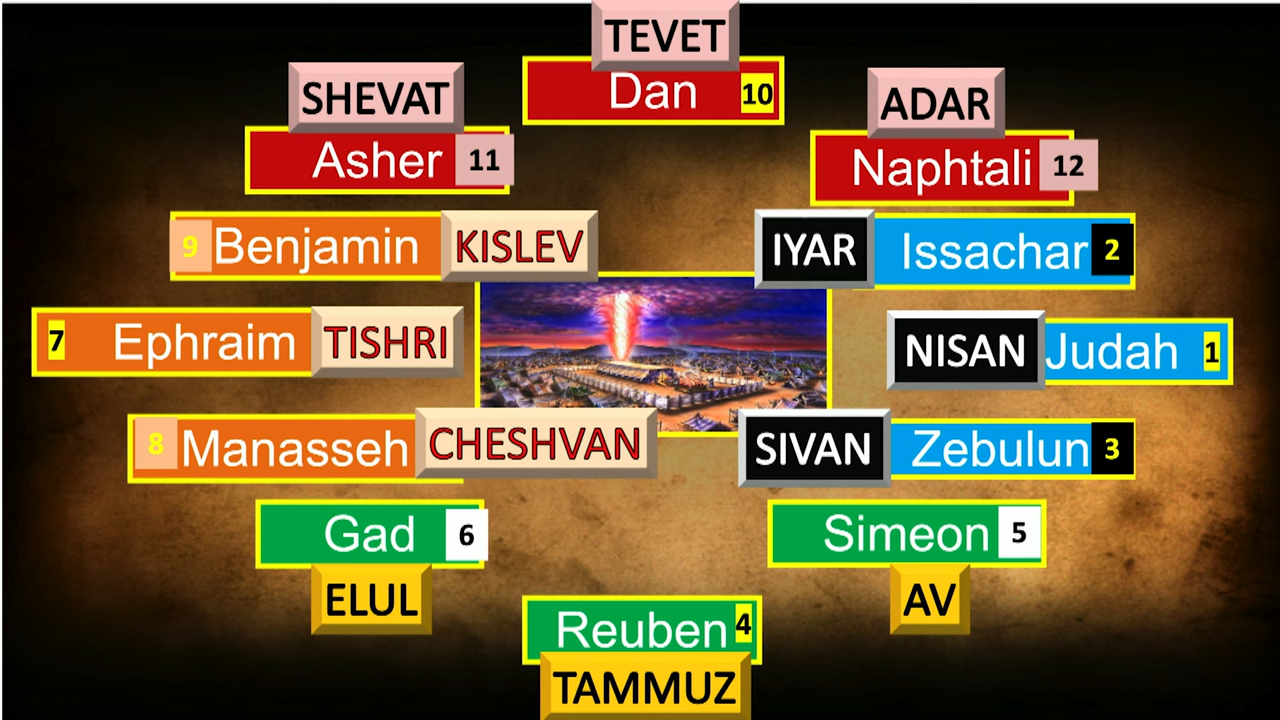 TEVET
Dan 10
SHEVAT
ADAR
Asher 11
Naphtali 12
9 Benjamin KISLEV
IYAR Issachar 2
7 Ephraim TISHRI
NISAN Judah 1
8 Manasseh CHESHVAN
SIVAN Zebulun 3
Gad 6
Simeon 5
ELUL
AV
Reuben 4
TAMMUZ